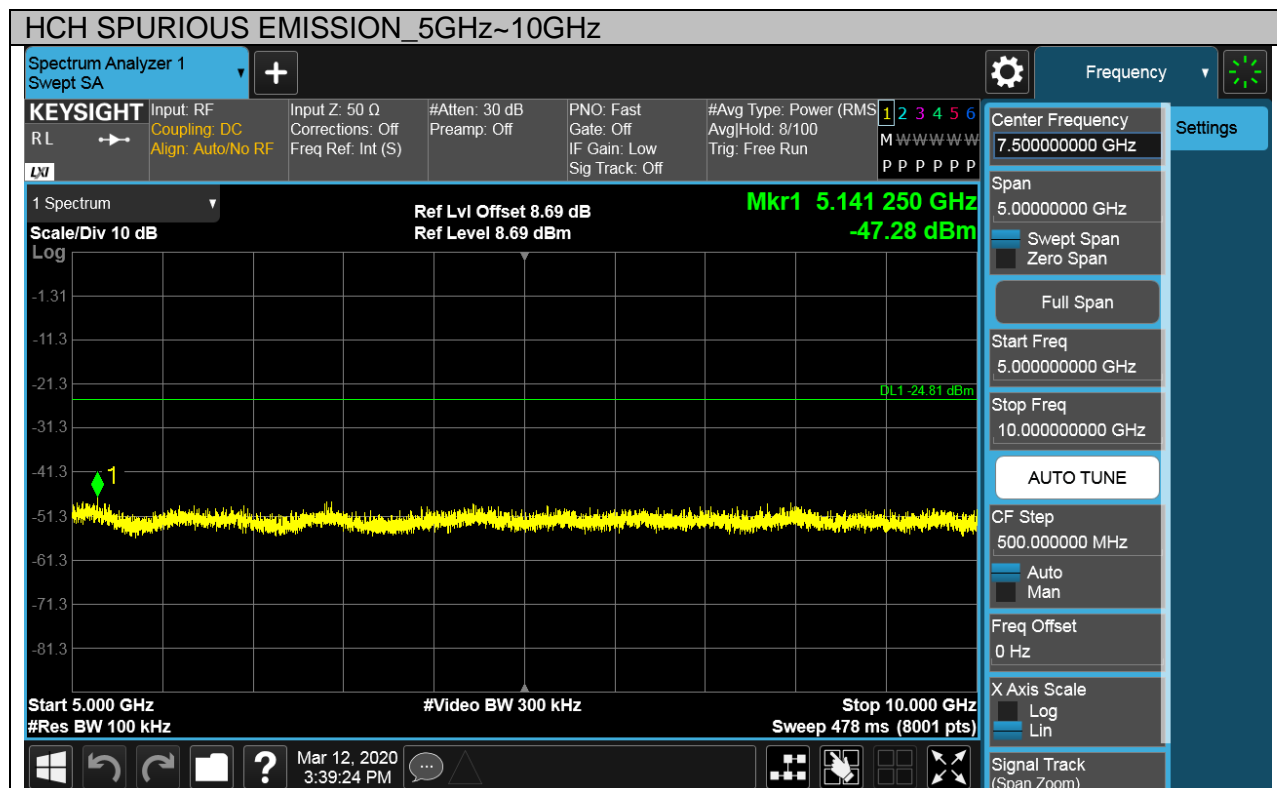 HCH SPURIOUS EMISSION_5GHz~10GHz
Spectrum Analyzer 1
Swept SA
+
Frequency
KEYSIGHT
RL
LXI
Input: RF
Coupling: DC
Align: Auto/No RF
Input Z: 50 Ω
Corrections: Off
Freq Ref: Int (S)
#Atten: 30 dB
Preamp: Off
PNO: Fast
Gate: Off
IF Gain: Low
Sig Track: Off
#Avg Type: Power (RMS
Avg|Hold: 8/100
Trig: Free Run
1 2 3 4 5 6
M W W W W W
P P P P P P
Center Frequency
7.500000000 GHz
Settings
Span
5.00000000 GHz
Swept Span
Zero Span
Full Span
Start Freq
5.000000000 GHz
Stop Freq
10.000000000 GHz
AUTO TUNE
CF Step
500.000000 MHz
Auto
Man
Freq Offset
0 Hz
X Axis Scale
Log
Lin
Signal Track
(Span Zoom)
1 Spectrum
Scale/Div 10 dB
Log
Ref Lvl Offset 8.69 dB
Ref Level 8.69 dBm
Mkr1 5.141 250 GHz
-47.28 dBm
-1.31
-11.3
-21.3
DL1 -24.81 dBm
-31.3
-41.3
1
-51.3
-61.3
-71.3
-81.3
Start 5.000 GHz
#Res BW 100 kHz
#Video BW 300 kHz
Stop 10.000 GHz
Sweep 478 ms (8001 pts)
?
Mar 12, 2020
3:39:24 PM